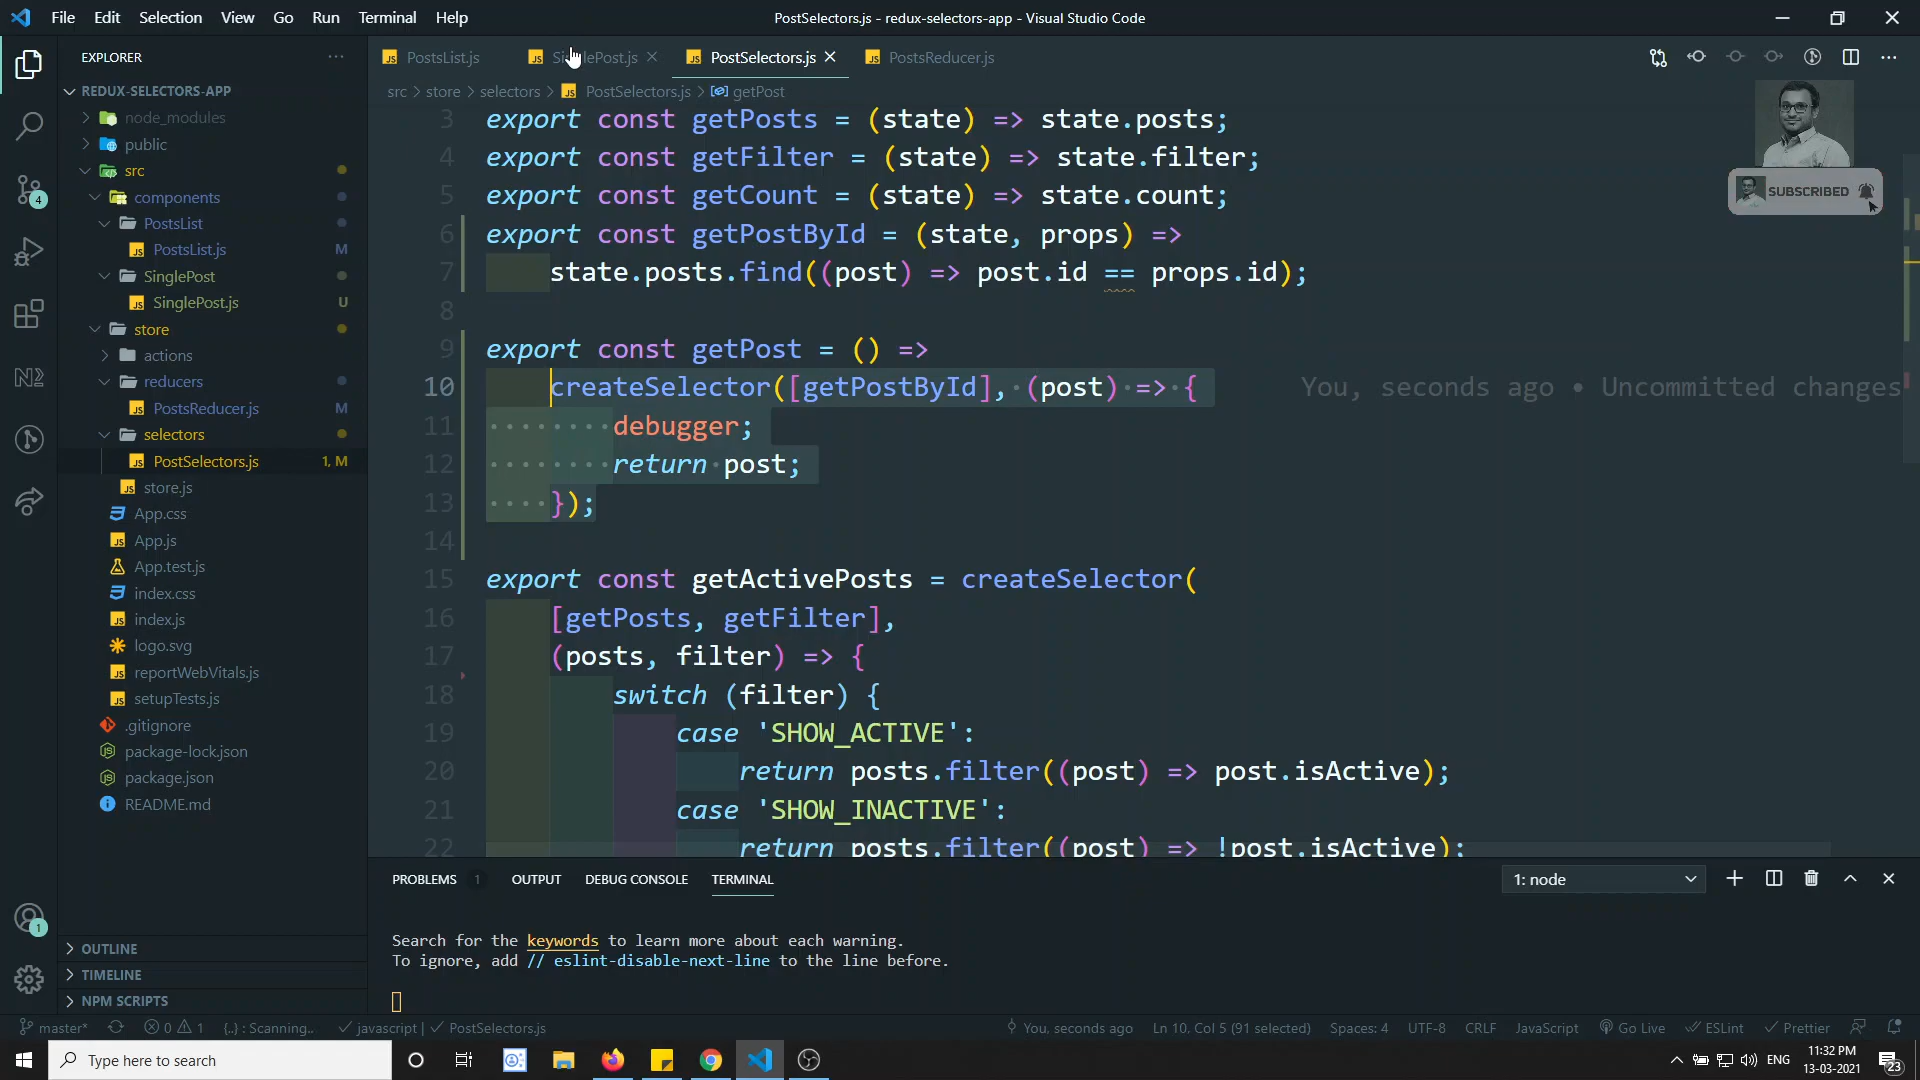 File Edit Selection View Go Run Terminal Help
PostSelectors.js - redux-selectors-app - Visual Studio Code
EXPLORER
PostsList.js
PostSelectors.js
PostsReducer.js
REDUX-SELECTORS-APP
src > store > selectors > PostSelectors.js > getPost
node_modules
public
src
components
PostsList
PostsList.js M
SinglePost
SinglePost.js U
store
actions
reducers
PostsReducer.js M
selectors
PostSelectors.js 1, M
store.js
App.css
App.js
App.test.js
index.css
index.js
logo.svg
reportWebVitals.js
setupTests.js
.gitignore
package-lock.json
package.json
README.md
OUTLINE
TIMELINE
NPM SCRIPTS
4
1
SUBSCRIBED
3 export const getPosts = (state) => state.posts;
4 export const getFilter = (state) => state.filter;
5 export const getCount = (state) => state.count;
6 export const getPostById = (state, props) =>
7 state.posts.find((post) => post.id == props.id);
8
9 export const getPost = () =>
10 createSelector([getPostById], (post) => { You, seconds ago • Uncommitted changes
11 debugger;
12 return post;
13 });
14
15 export const getActivePosts = createSelector(
16 [getPosts, getFilter],
17 (posts, filter) => {
18 switch (filter) {
19 case 'SHOW_ACTIVE':
20 return posts.filter((post) => post.isActive);
21 case 'SHOW_INACTIVE':
22 return posts.filter((post) => !post.isActive);
PROBLEMS 1 OUTPUT DEBUG CONSOLE TERMINAL
1: node
Search for the keywords to learn more about each warning.
To ignore, add // eslint-disable-next-line to the line before.
master* 0 1 {..} : Scanning.. javascript | PostSelectors.js
You, seconds ago Ln 10, Col 5 (91 selected) Spaces: 4 UTF-8 CRLF JavaScript Go Live ESLint Prettier
Type here to search
ENG
11:32 PM
13-03-2021
23